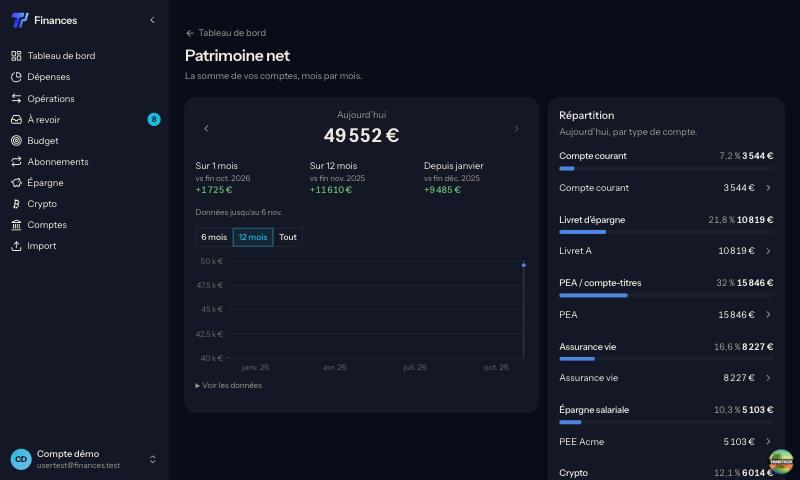 Finances
Tableau de bord
Dépenses
Opérations
À revoir
8
Budget
Abonnements
Épargne
Crypto
Comptes
Import
CD
Compte démo
usertest@finances.test
Tableau de bord
Patrimoine net
La somme de vos comptes, mois par mois.
Aujourd'hui
49 552 €
Sur 1 mois
vs fin oct. 2026
+1 725 €
Sur 12 mois
vs fin nov. 2025
+11 610 €
Depuis janvier
vs fin déc. 2025
+9 485 €
Données jusqu'au 6 nov.
6 mois
12 mois
Tout
50 k €
47,5 k €
45 k €
42,5 k €
40 k €
janv. 26
avr. 26
juil. 26
oct. 26
Voir les données
Répartition
Aujourd'hui, par type de compte.
Compte courant 7,2 % 3 544 €
Compte courant 3 544 €
Livret d'épargne 21,8 % 10 819 €
Livret A 10 819 €
PEA / compte-titres 32 % 15 846 €
PEA 15 846 €
Assurance vie 16,6 % 8 227 €
Assurance vie 8 227 €
Épargne salariale 10,3 % 5 103 €
PEE Acme 5 103 €
Crypto 12,1 % 6 014 €